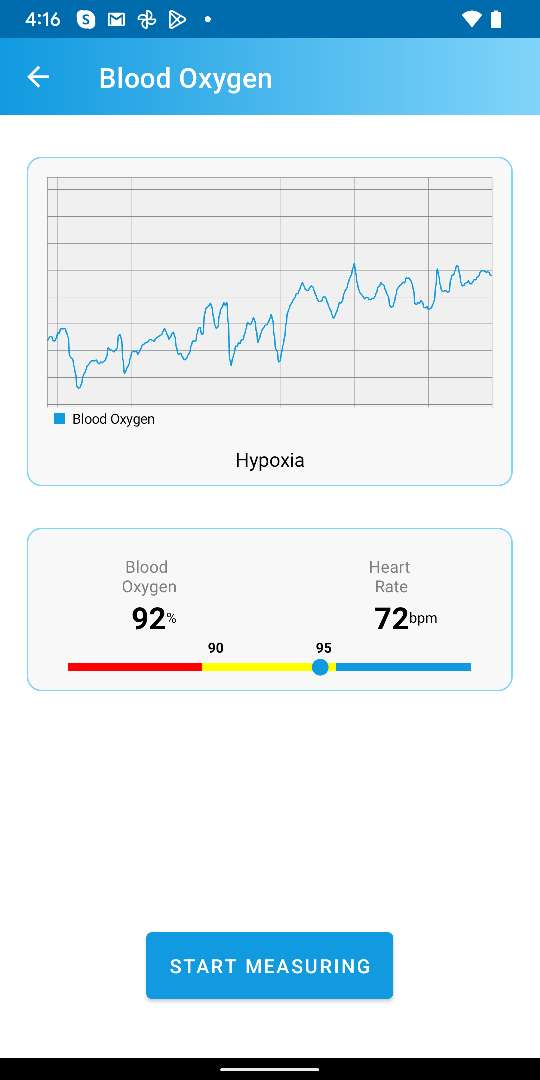 4:16
Blood Oxygen
Blood Oxygen
Hypoxia
Blood
Oxygen
92%
Heart
Rate
72bpm
90 95
START MEASURING